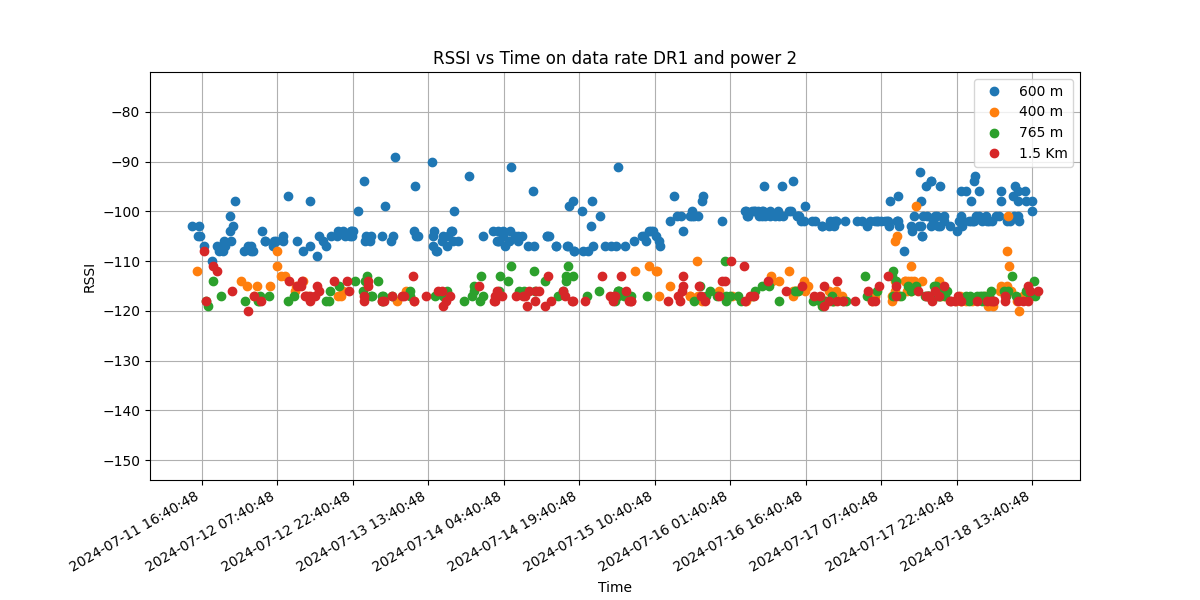 RSSI vs Time on data rate DR1 and power 2
600 m
400 m
765 m
1.5 Km
−80
−90
−100
−110
−120
−130
−140
−150
RSSI
2024-07-11 16:40:48
2024-07-12 07:40:48
2024-07-12 22:40:48
2024-07-13 13:40:48
2024-07-14 04:40:48
2024-07-14 19:40:48
2024-07-15 10:40:48
2024-07-16 01:40:48
2024-07-16 16:40:48
2024-07-17 07:40:48
2024-07-17 22:40:48
2024-07-18 13:40:48
Time